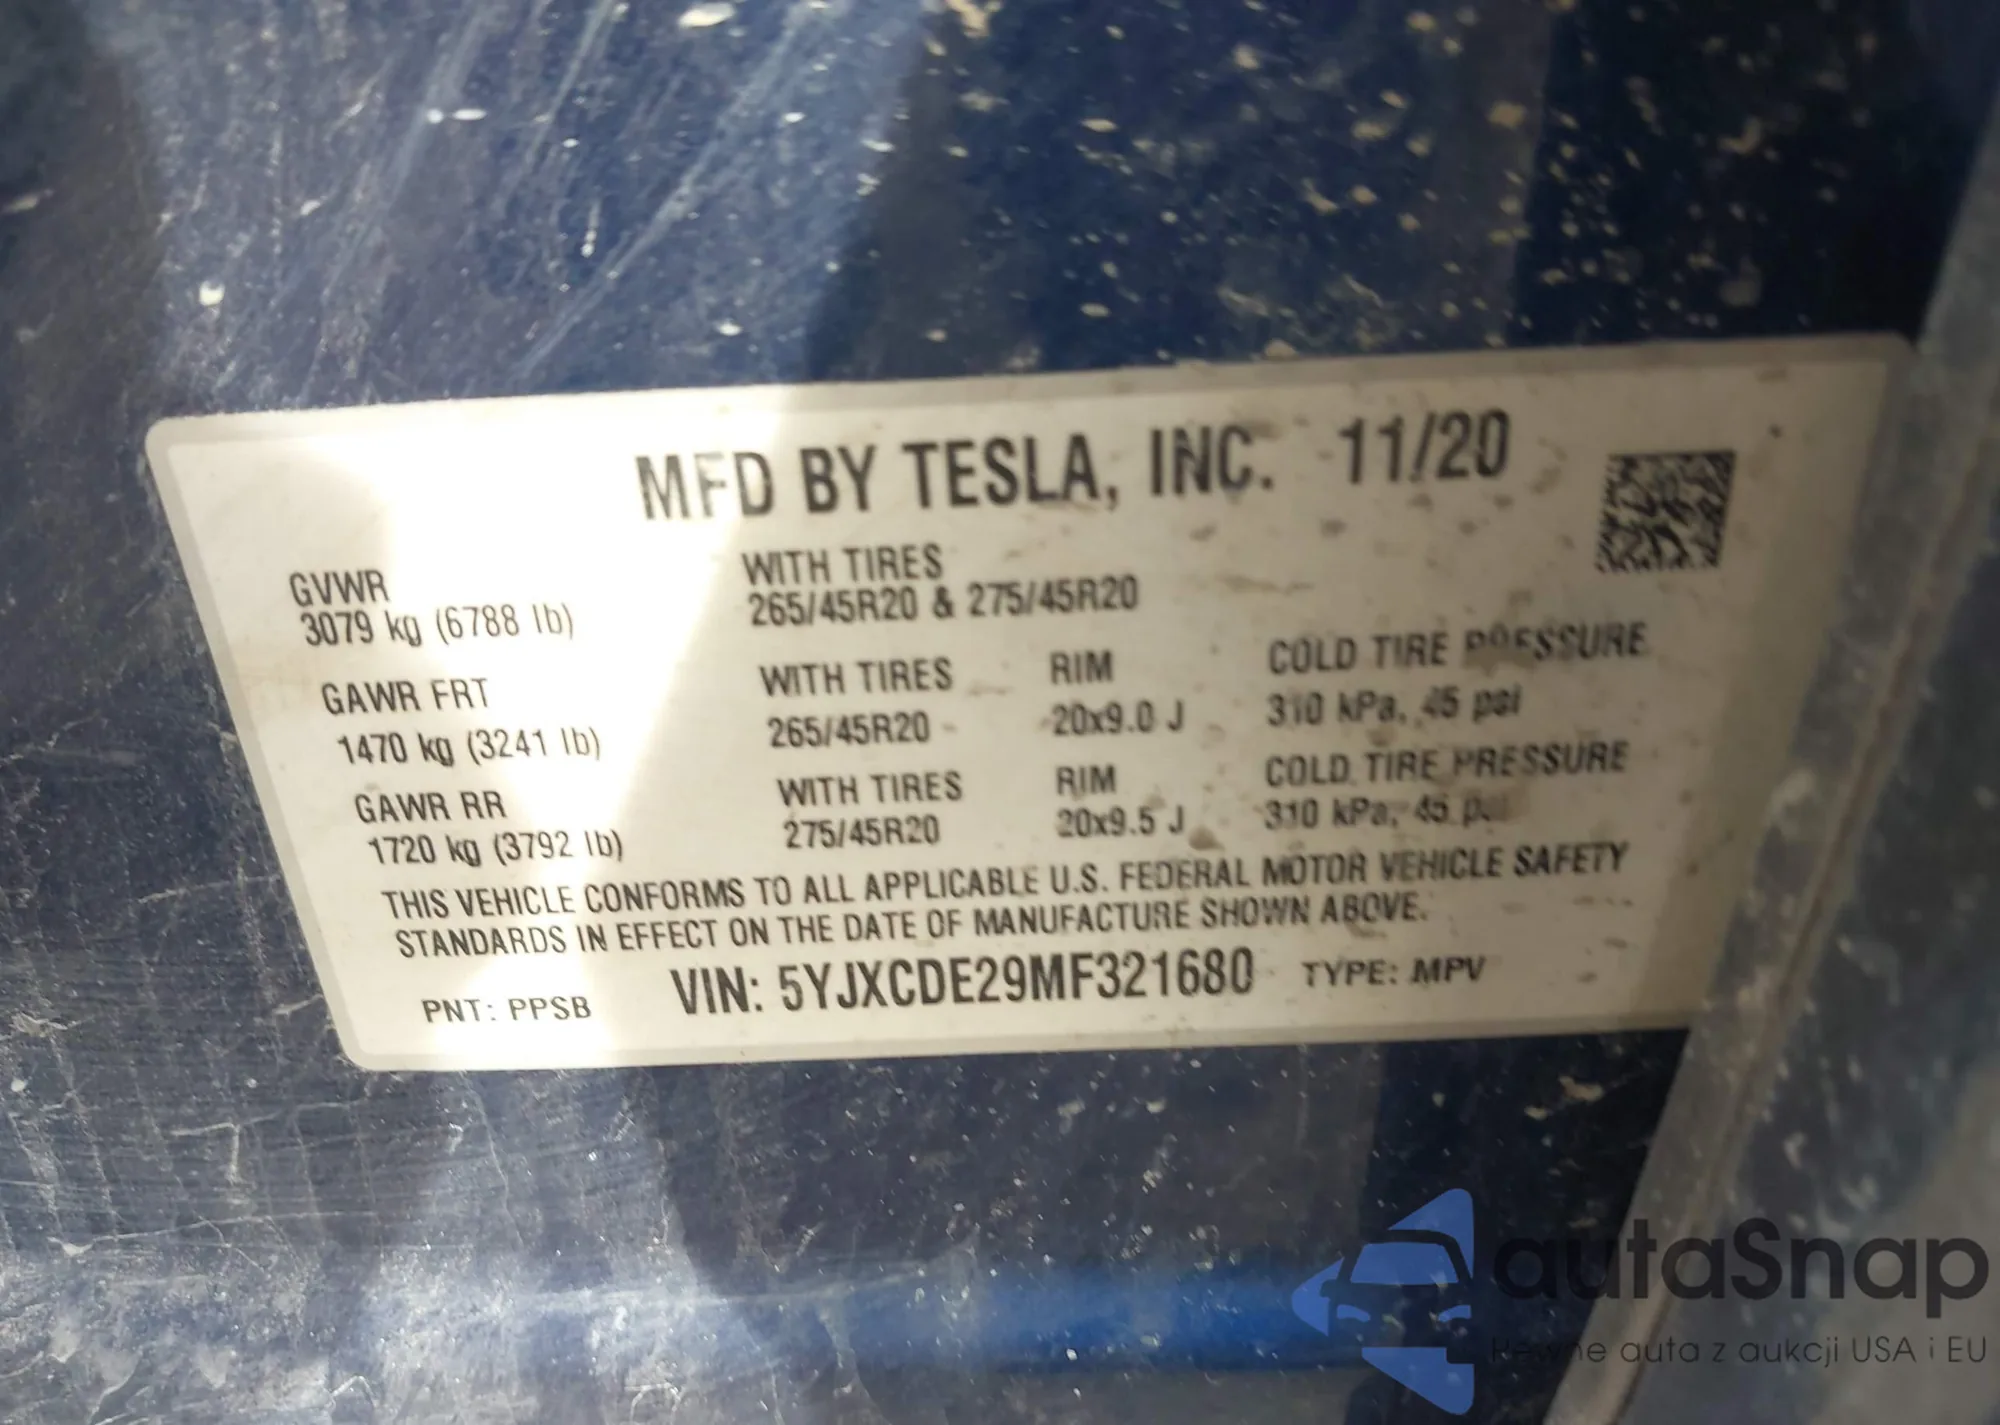 MFD BY TESLA, INC. 11/20
GVWR
3079 kg (6788 lb)
WITH TIRES
265/45R20 & 275/45R20
GAWR FRT
1470 kg (3241 lb)
WITH TIRES
265/45R20
RIM
20x9.0 J
COLD TIRE PRESSURE
310 kPa, 45 psi
GAWR RR
1720 kg (3792 lb)
WITH TIRES
275/45R20
RIM
20x9.5 J
COLD TIRE PRESSURE
310 kPa, 45 psi
THIS VEHICLE CONFORMS TO ALL APPLICABLE U.S. FEDERAL MOTOR VEHICLE SAFETY
STANDARDS IN EFFECT ON THE DATE OF MANUFACTURE SHOWN ABOVE.
PNT: PPSB VIN: 5YJXCDE29MF321680 TYPE: MPV
autaSnap
Pewne auta z aukcji USA i EU